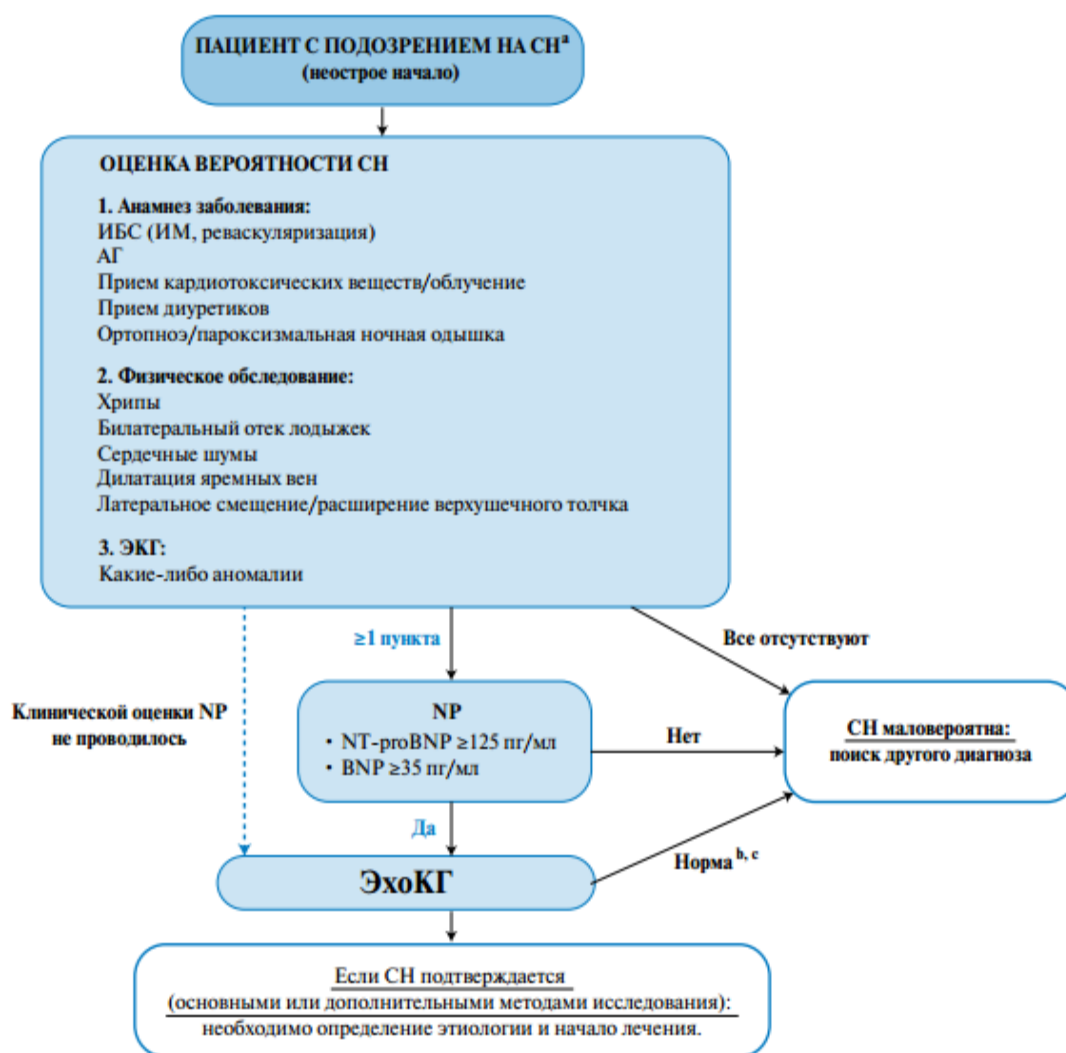 ПАЦИЕНТ С ПОДОЗРЕНИЕМ НА СНᵃ
(неострое начало)
ОЦЕНКА ВЕРОЯТНОСТИ СН
1. Анамнез заболевания:
ИБС (ИМ, реваскуляризация)
АГ
Прием кардиотоксических веществ/облучение
Прием диуретиков
Ортопноэ/пароксизмальная ночная одышка
2. Физическое обследование:
Хрипы
Билатеральный отек лодыжек
Сердечные шумы
Дилатация яремных вен
Латеральное смещение/расширение верхушечного толчка
3. ЭКГ:
Какие-либо аномалии
≥1 пункта
Все отсутствуют
Клинической оценки NP
не проводилось
NP
• NT-proBNP ≥125 пг/мл
• BNP ≥35 пг/мл
Нет
СН маловероятна:
поиск другого диагноза
Да
Норма ᵇ, ᶜ
ЭхоКГ
Если СН подтверждается
(основными или дополнительными методами исследования):
необходимо определение этиологии и начало лечения.